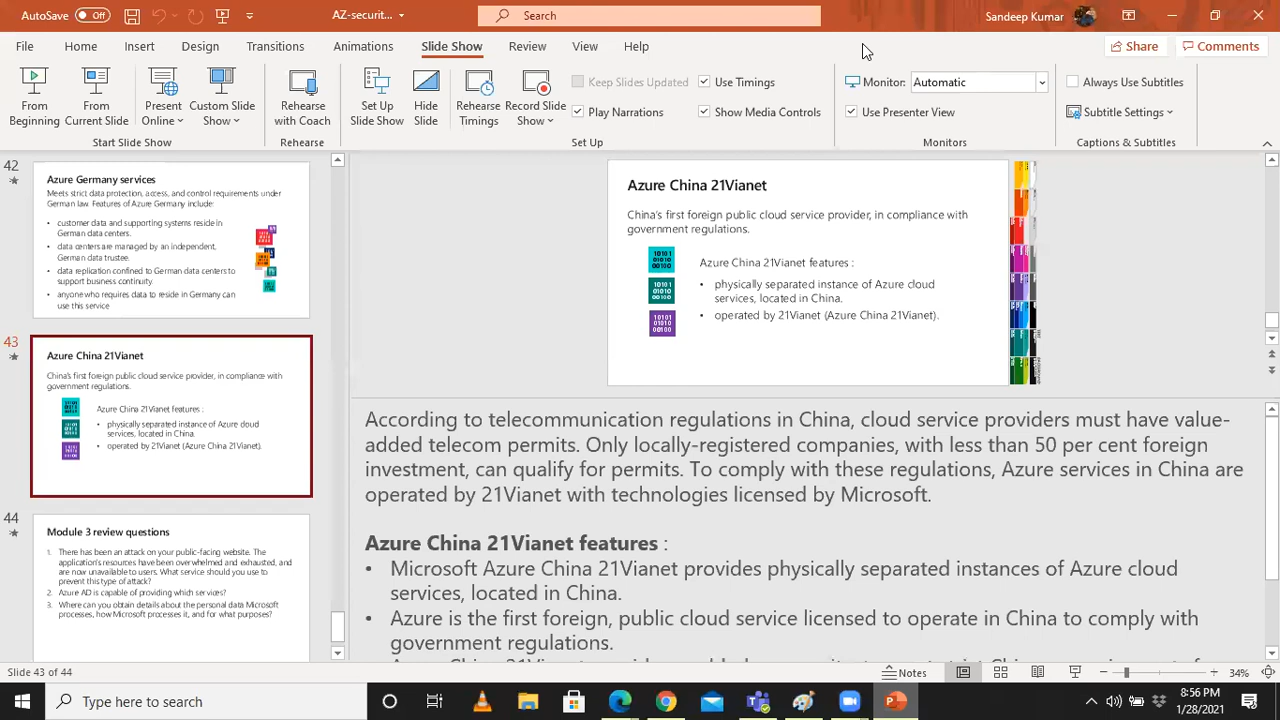 AutoSave Off AZ-securit... Search Sandeep Kumar
File Home Insert Design Transitions Animations Slide Show Review View Help Share Comments
From Beginning
From Current Slide
Present Online
Custom Slide Show
Start Slide Show
Rehearse with Coach
Rehearse
Set Up Slide Show
Hide Slide
Rehearse Timings
Record Slide Show
Keep Slides Updated
Play Narrations
Use Timings
Show Media Controls
Set Up
Monitor: Automatic
Use Presenter View
Monitors
Always Use Subtitles
Subtitle Settings
Captions & Subtitles
42
Azure Germany services
Meets strict data protection, access, and control requirements under
German law. Features of Azure Germany include:
• customer data and supporting systems reside in
German data centers.
• data centers are managed by an independent,
German data trustee.
• data replication confined to German data centers to
support business continuity.
• anyone who requires data to reside in Germany can
use this service
43
Azure China 21Vianet
China's first foreign public cloud service provider, in compliance with
government regulations.
Azure China 21Vianet features :
• physically separated instance of Azure cloud
services, located in China.
• operated by 21Vianet (Azure China 21Vianet).
44
Module 3 review questions
1. There has been an attack on your public-facing website. The
application's resources have been overwhelmed and exhausted, and
are now unavailable to users. What service should you use to
prevent this type of attack?
2. Azure AD is capable of providing which services?
3. Where can you obtain details about the personal data Microsoft
processes, how Microsoft processes it, and for what purposes?
Azure China 21Vianet
China's first foreign public cloud service provider, in compliance with
government regulations.
10101
01010
00100
10101
01010
00100
10101
01010
00100
Azure China 21Vianet features :
• physically separated instance of Azure cloud
services, located in China.
• operated by 21Vianet (Azure China 21Vianet).
According to telecommunication regulations in China, cloud service providers must have value-
added telecom permits. Only locally-registered companies, with less than 50 per cent foreign
investment, can qualify for permits. To comply with these regulations, Azure services in China are
operated by 21Vianet with technologies licensed by Microsoft.
Azure China 21Vianet features :
• Microsoft Azure China 21Vianet provides physically separated instances of Azure cloud
services, located in China.
• Azure is the first foreign, public cloud service licensed to operate in China to comply with
government regulations.
Slide 43 of 44 Notes 34%
Type here to search
8:56 PM
1/28/2021